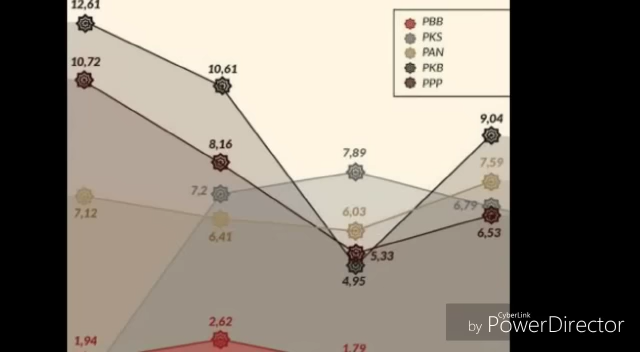 12,61
PBB
PKS
PAN
PKB
PPP
10,72
10,61
8,16
7,89
9,04
7,59
7,12
7,2
6,41
6,03
6,79
5,33
6,53
4,95
1,94
2,62
1,79
CyberLink
by PowerDirector